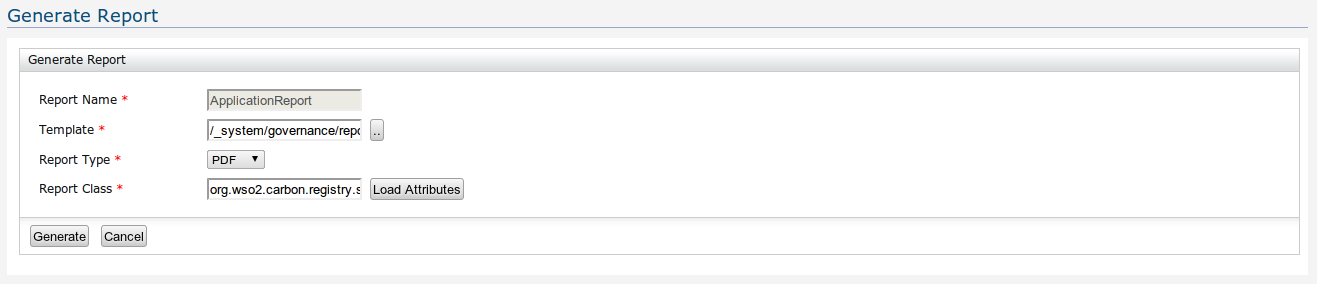 Generate Report
Generate Report
Report Name *
ApplicationReport
Template *
/_system/governance/repo
..
Report Type *
PDF
Report Class *
org.wso2.carbon.registry.s
Load Attributes
Generate
Cancel